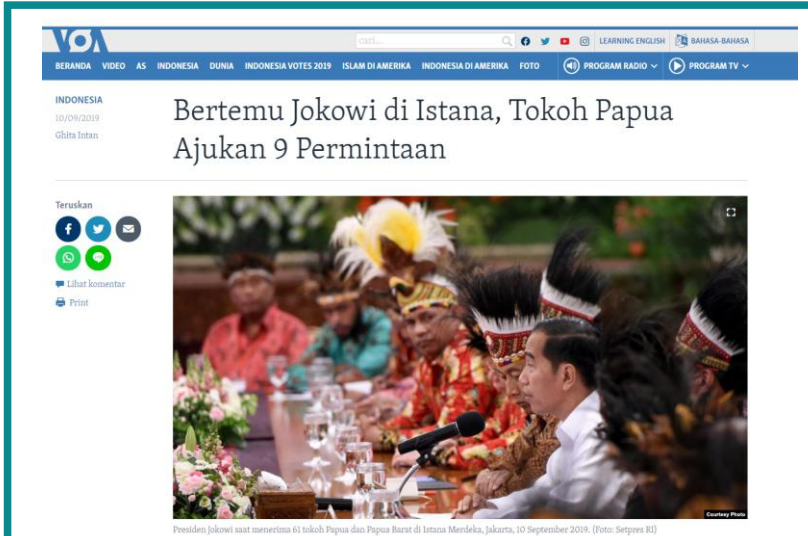 VOA
cari...
LEARNING ENGLISH
BAHASA-BAHASA
BERANDA VIDEO AS INDONESIA DUNIA INDONESIA VOTES 2019 ISLAM DI AMERIKA INDONESIA DI AMERIKA FOTO PROGRAM RADIO PROGRAM TV
INDONESIA
10/09/2019
Ghita Intan
Bertemu Jokowi di Istana, Tokoh Papua
Ajukan 9 Permintaan
Teruskan
Lihat komentar
Print
Courtesy Photo
Presiden Jokowi saat menerima 61 tokoh Papua dan Papua Barat di Istana Merdeka, Jakarta, 10 September 2019. (Foto: Setpres RI)